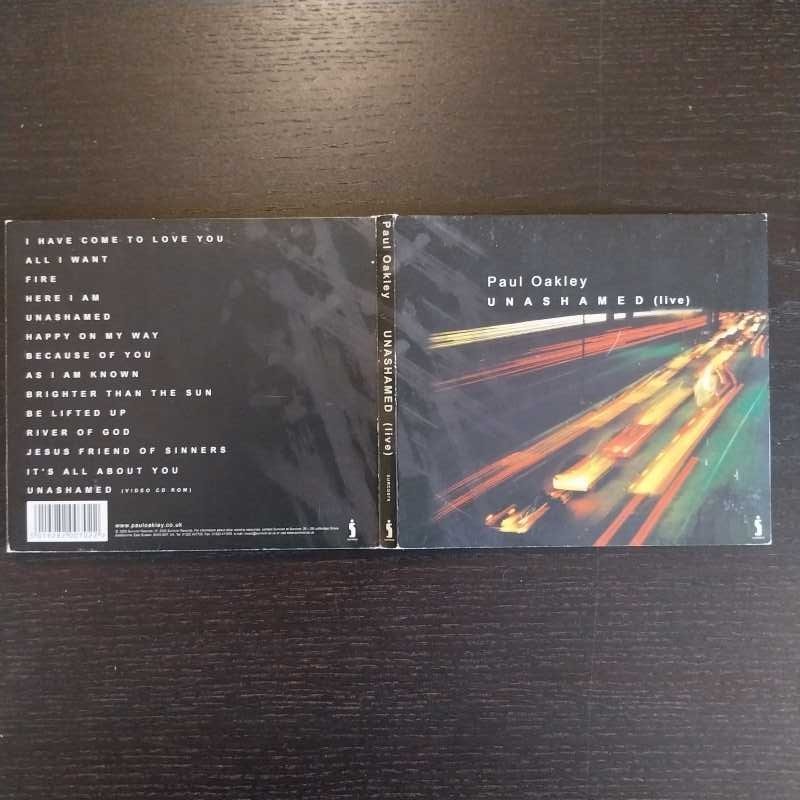 I HAVE COME TO LOVE YOU
ALL I WANT
FIRE
HERE I AM
UNASHAMED
HAPPY ON MY WAY
BECAUSE OF YOU
AS I AM KNOWN
BRIGHTER THAN THE SUN
BE LIFTED UP
RIVER OF GOD
JESUS FRIEND OF SINNERS
IT'S ALL ABOUT YOU
UNASHAMED (VIDEO CD ROM)
www.pauloakley.co.uk
Paul Oakley UNASHAMED (live)
Paul Oakley
UNASHAMED (live)